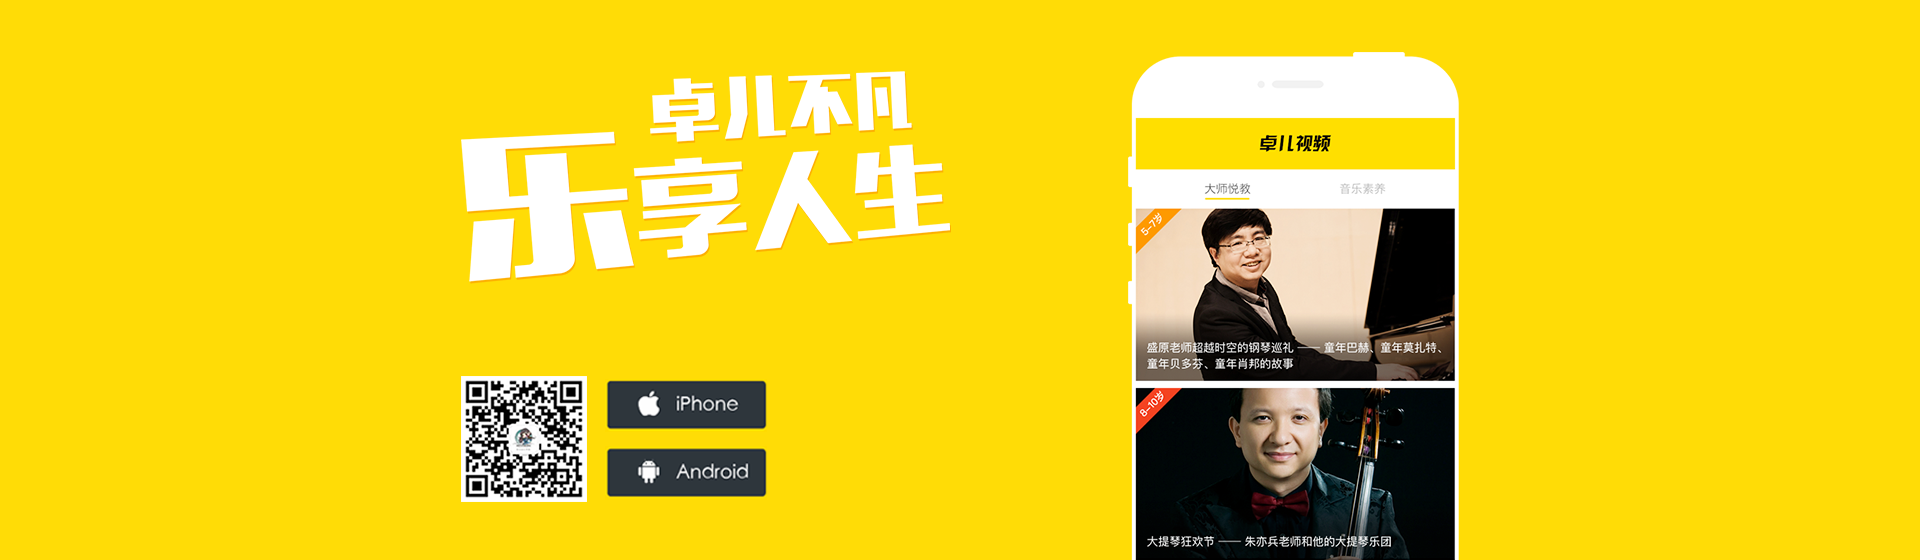 卓儿不凡
乐享人生
iPhone
Android
卓儿视频
大师悦教
音乐素养
5-7岁
盛原老师超越时空的钢琴巡礼 —— 童年巴赫、童年莫扎特、
童年贝多芬、童年肖邦的故事
8-10岁
大提琴狂欢节 —— 朱亦兵老师和他的大提琴乐团